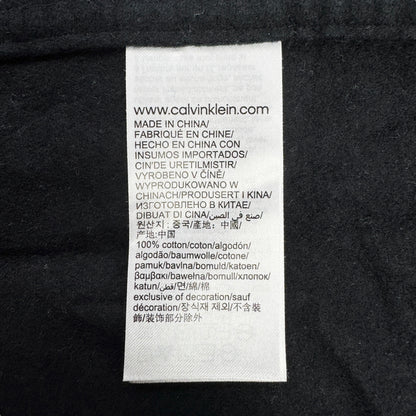 www.calvinklein.com
MADE IN CHINA/
FABRIQUÉ EN CHINE/
HECHO EN CHINA CON
INSUMOS IMPORTADOS/
CIN'DE URETILMISTIR/
VYROBENO V ČÍNĚ/
WYPRODUKOWANO W
CHINACH/PRODUSERT I KINA/
ИЗГОТОВЛЕНО В КИТАЕ/
DIBUAT DI CINA/صنع في الصين/
원산지 : 중국/產地：中國/
产地:中国
100% cotton/coton/algodón/
algodão/baumwolle/cotone/
pamuk/bavlna/bomuld/katoen/
βαμβακι/bawełna/bomull/хлопок/
katun/قطن/면/綿/棉
exclusive of decoration/sauf
décoration/장식재 제외/不含裝
飾/装饰部分除外